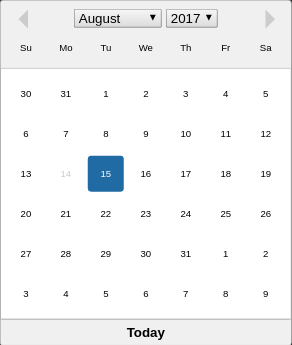 August 2017
Su Mo Tu We Th Fr Sa
30 31 1 2 3 4 5
6 7 8 9 10 11 12
13 14 15 16 17 18 19
20 21 22 23 24 25 26
27 28 29 30 31 1 2
3 4 5 6 7 8 9
Today